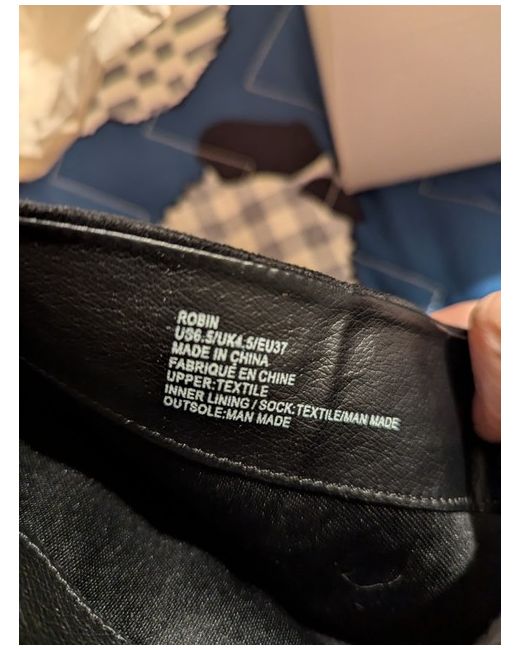 ROBIN
US6.5/UK4.5/EU37
MADE IN CHINA
FABRIQUÉ EN CHINE
UPPER:TEXTILE
INNER LINING / SOCK:TEXTILE/MAN MADE
OUTSOLE:MAN MADE